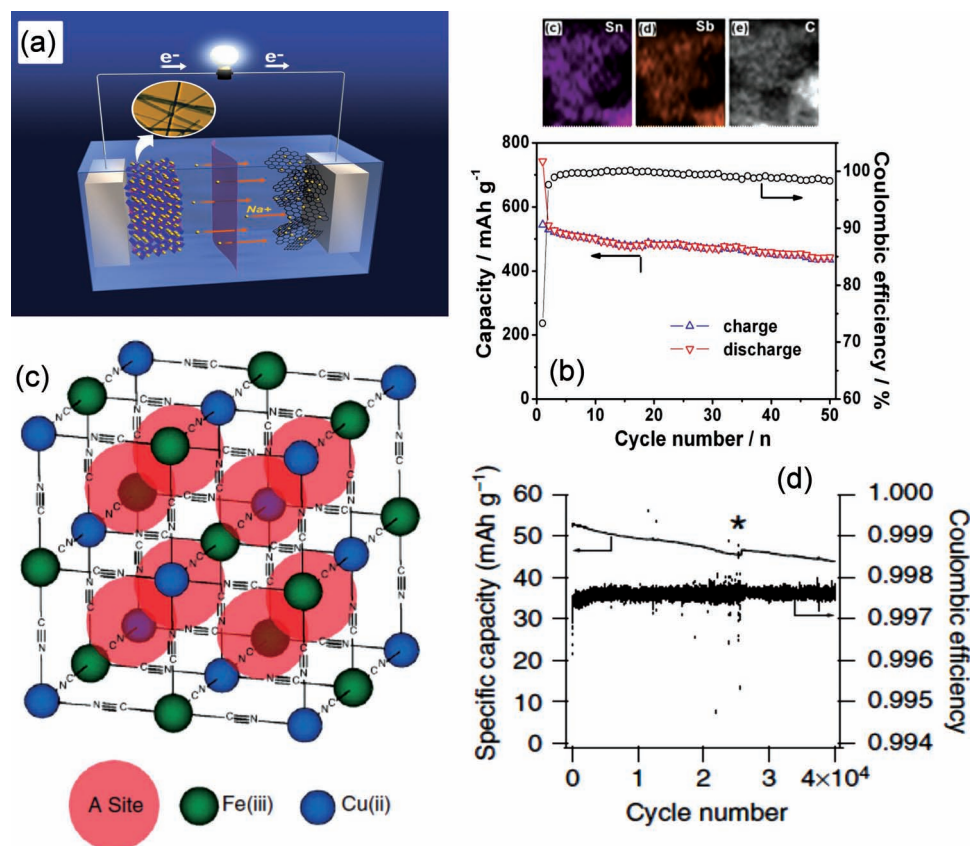 (a)
e-
e-
Na+
(c)
Sn
(d)
Sb
(e)
C
800
600
400
200
0
Capacity / mAh g⁻¹
100
90
80
70
60
Coulombic efficiency / %
charge
discharge
(b)
0
10
20
30
40
50
Cycle number / n
(c)
A Site
Fe(iii)
Cu(ii)
(d)
60
50
40
30
20
10
0
Specific capacity (mAh g⁻¹)
*
1.000
0.999
0.998
0.997
0.996
0.995
0.994
Coulombic efficiency
0
1
2
3
4×10⁴
Cycle number